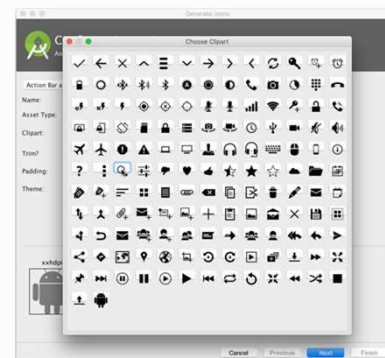 Generate Icons
Choose Clipart
Action Bar a
Name:
Asset Type:
Clipart:
Trim?
Padding:
Theme:
xxhdpi
Cancel
Previous
Next
Finish